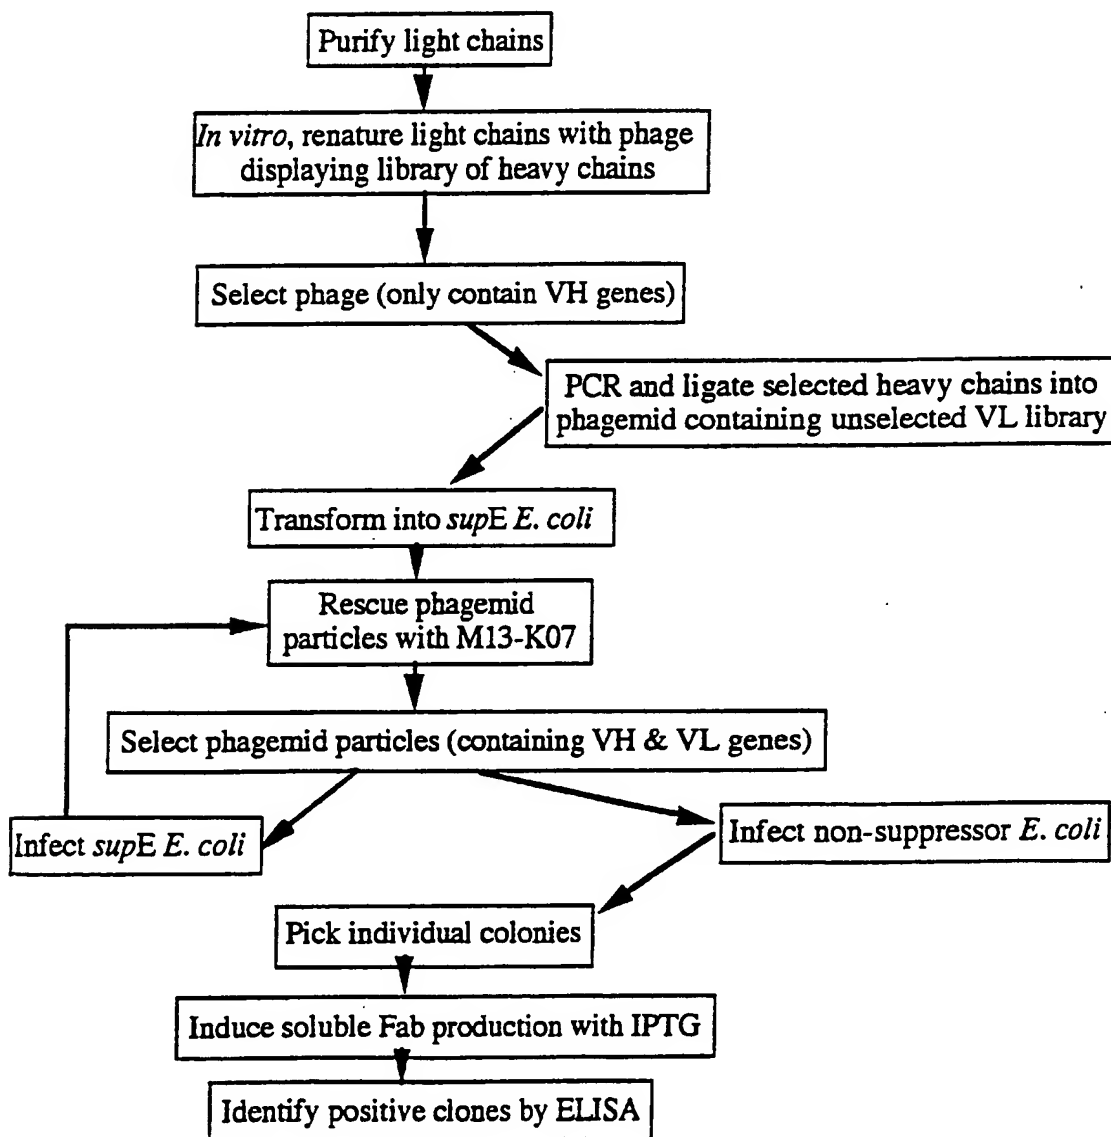 Purify light chains
In vitro, renature light chains with phage
displaying library of heavy chains
Select phage (only contain VH genes)
PCR and ligate selected heavy chains into
phagemid containing unselected VL library
Transform into supE E. coli
Rescue phagemid
particles with M13-K07
Select phagemid particles (containing VH & VL genes)
Infect supE E. coli
Infect non-suppressor E. coli
Pick individual colonies
Induce soluble Fab production with IPTG
Identify positive clones by ELISA